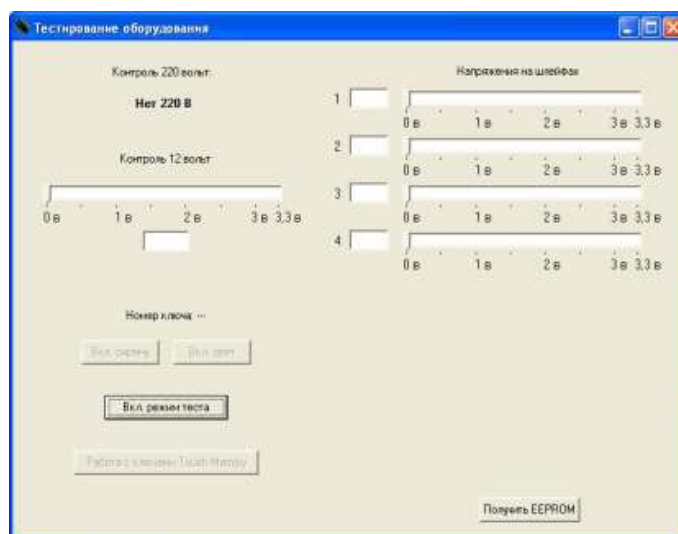 Тестирование оборудования
Контроль 220 вольт:
Нет 220 В
Контроль 12 вольт
0 в 1 в 2 в 3 в 3,3 в
Номер ключа: ---
Вкл. сирену Вкл. свет
Вкл. режим теста
Работа с ключами Touch Memory
Напряжения на шлейфах
1
0 в 1 в 2 в 3 в 3,3 в
2
0 в 1 в 2 в 3 в 3,3 в
3
0 в 1 в 2 в 3 в 3,3 в
4
0 в 1 в 2 в 3 в 3,3 в
Получить EEPROM